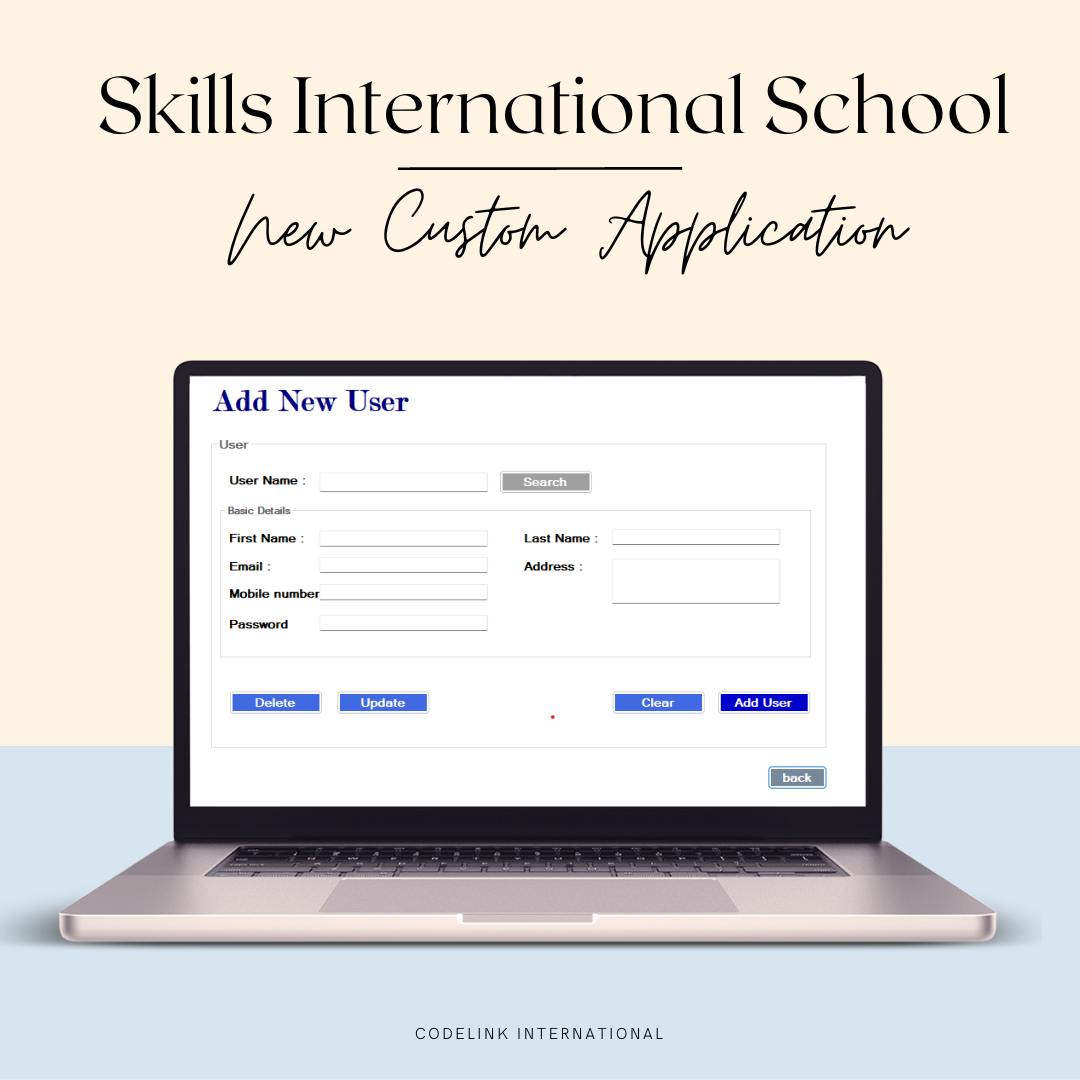 Skills International School
New Custom Application
Add New User
User
User Name :
Search
Basic Details
First Name :
Last Name :
Email :
Address :
Mobile number
Password
Delete
Update
Clear
Add User
back
CODELINK INTERNATIONAL